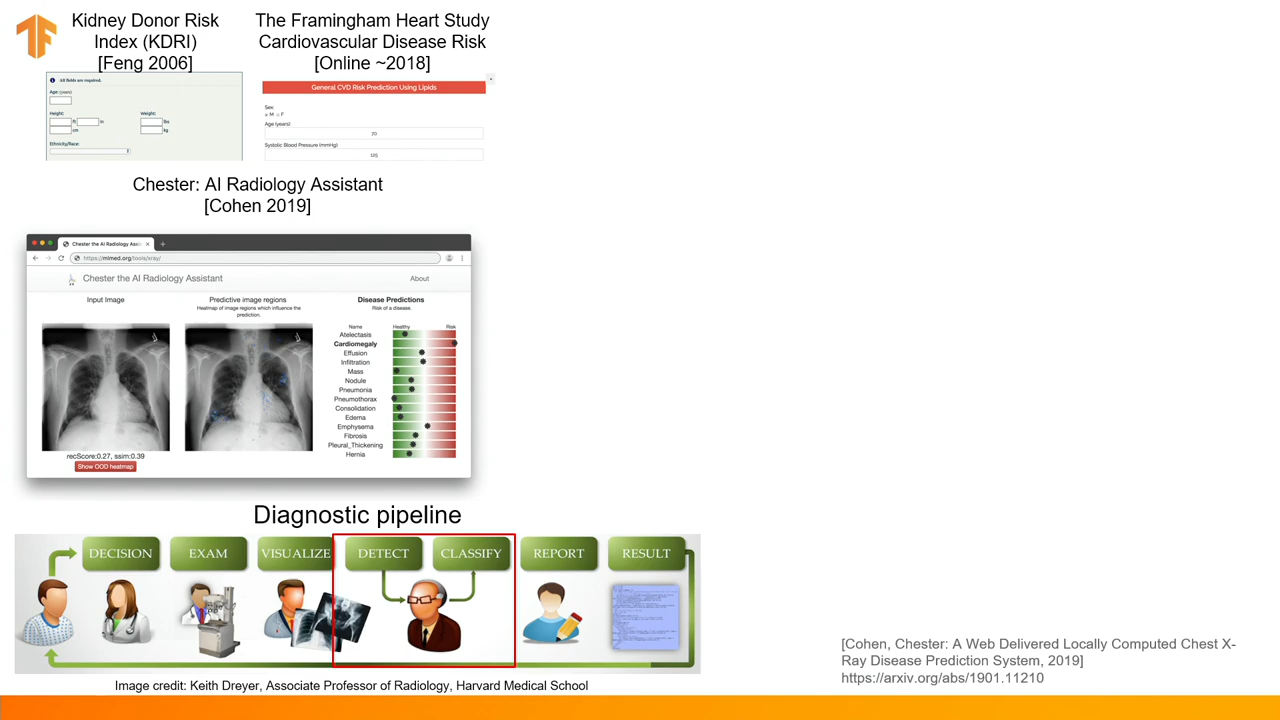 Kidney Donor Risk
Index (KDRI)
[Feng 2006]
The Framingham Heart Study
Cardiovascular Disease Risk
[Online ~2018]
All fields are required.
Age (years)
Height:
ft
in
cm
Weight:
lbs
kg
Ethnicity/Race:
General CVD Risk Prediction Using Lipids
Sex:
M F
Age (years)
70
Systolic Blood Pressure (mmHg)
125
Chester: AI Radiology Assistant
[Cohen 2019]
Chester the AI Radiology Assis
https://mlmed.org/tools/xray/
Chester the AI Radiology Assistant
About
Input Image
Predictive image regions
Heatmap of image regions which influence the
prediction.
Disease Predictions
Risk of a disease.
Name Healthy Risk
Atelectasis
Cardiomegaly
Effusion
Infiltration
Mass
Nodule
Pneumonia
Pneumothorax
Consolidation
Edema
Emphysema
Fibrosis
Pleural_Thickening
Hernia
recScore:0.27, ssim:0.39
Show OOD heatmap
Diagnostic pipeline
DECISION EXAM VISUALIZE DETECT CLASSIFY REPORT RESULT
Image credit: Keith Dreyer, Associate Professor of Radiology, Harvard Medical School
[Cohen, Chester: A Web Delivered Locally Computed Chest X-
Ray Disease Prediction System, 2019]
https://arxiv.org/abs/1901.11210